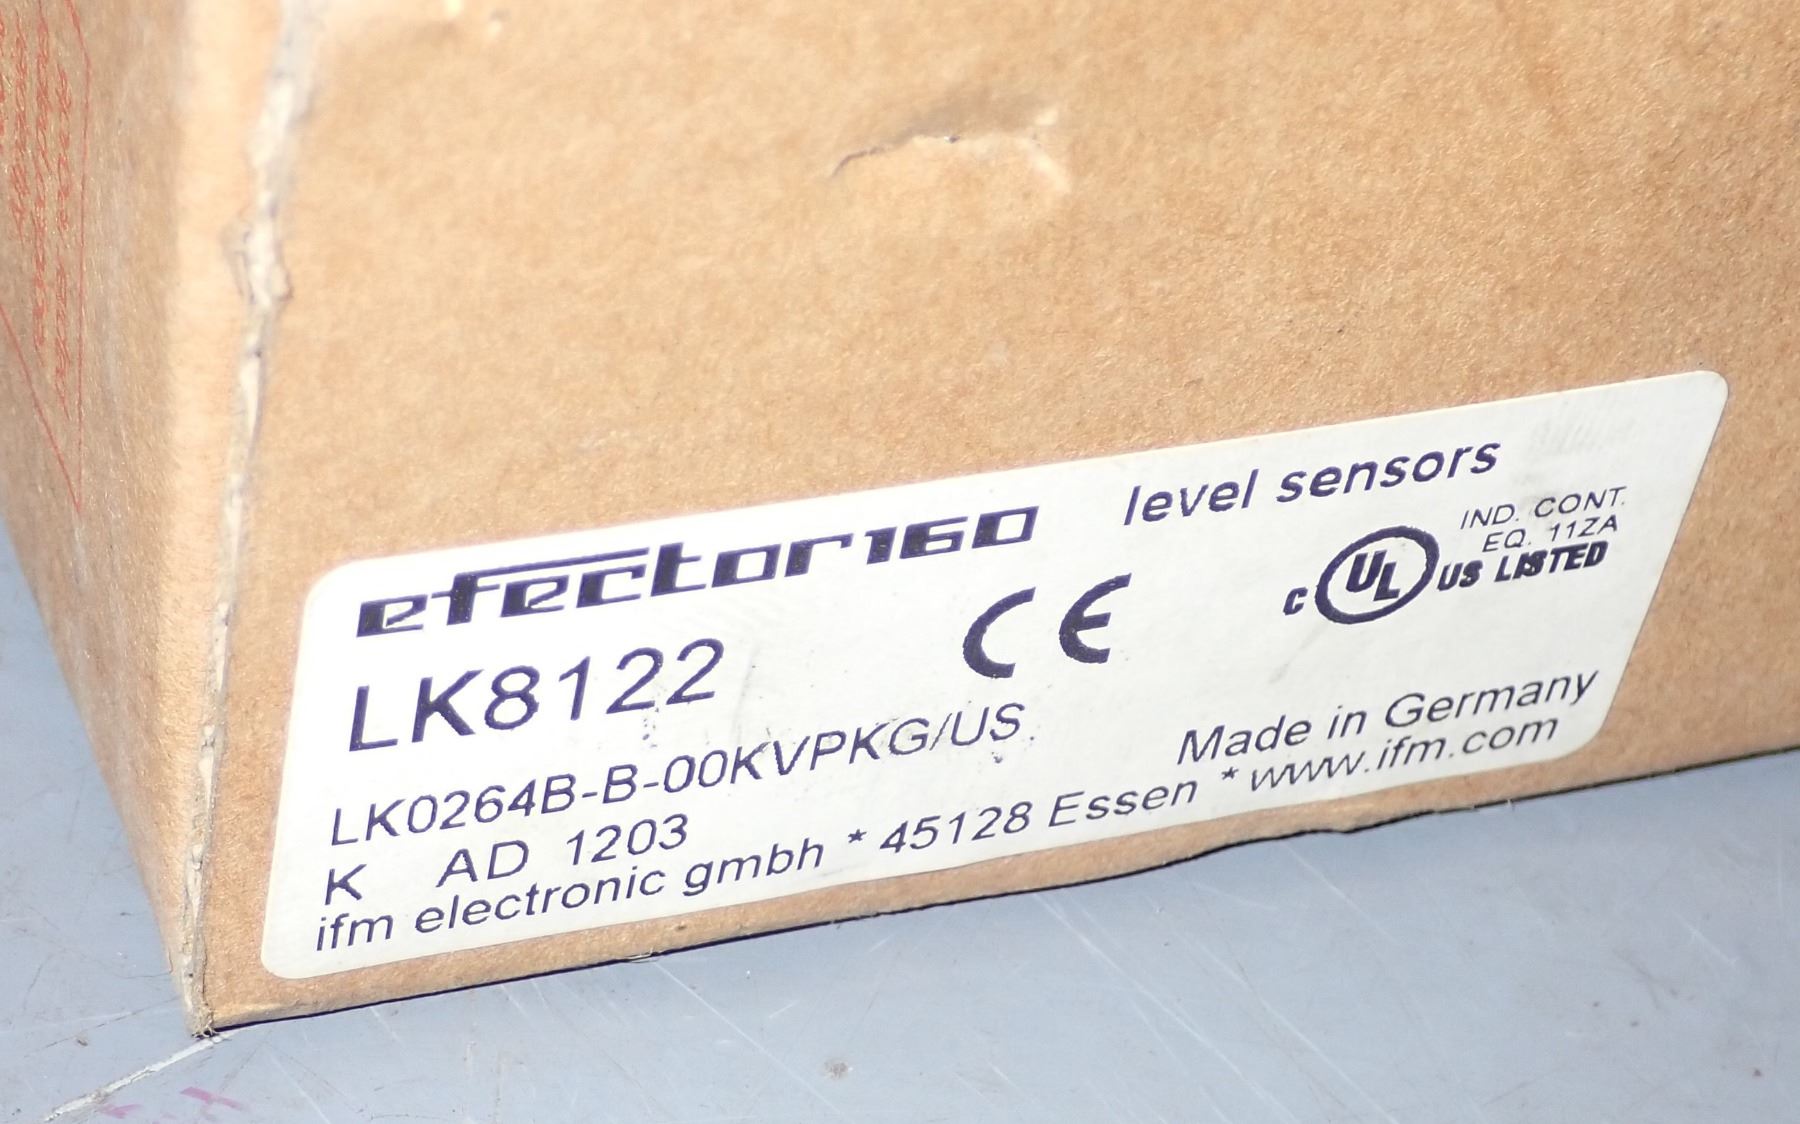 efector160 level sensors
IND. CONT.
EQ. 11ZA
C UL US LISTED
CE
LK8122
LK0264B-B-00KVPKG/US
Made in Germany
K AD 1203
ifm electronic gmbh * 45128 Essen * www.ifm.com